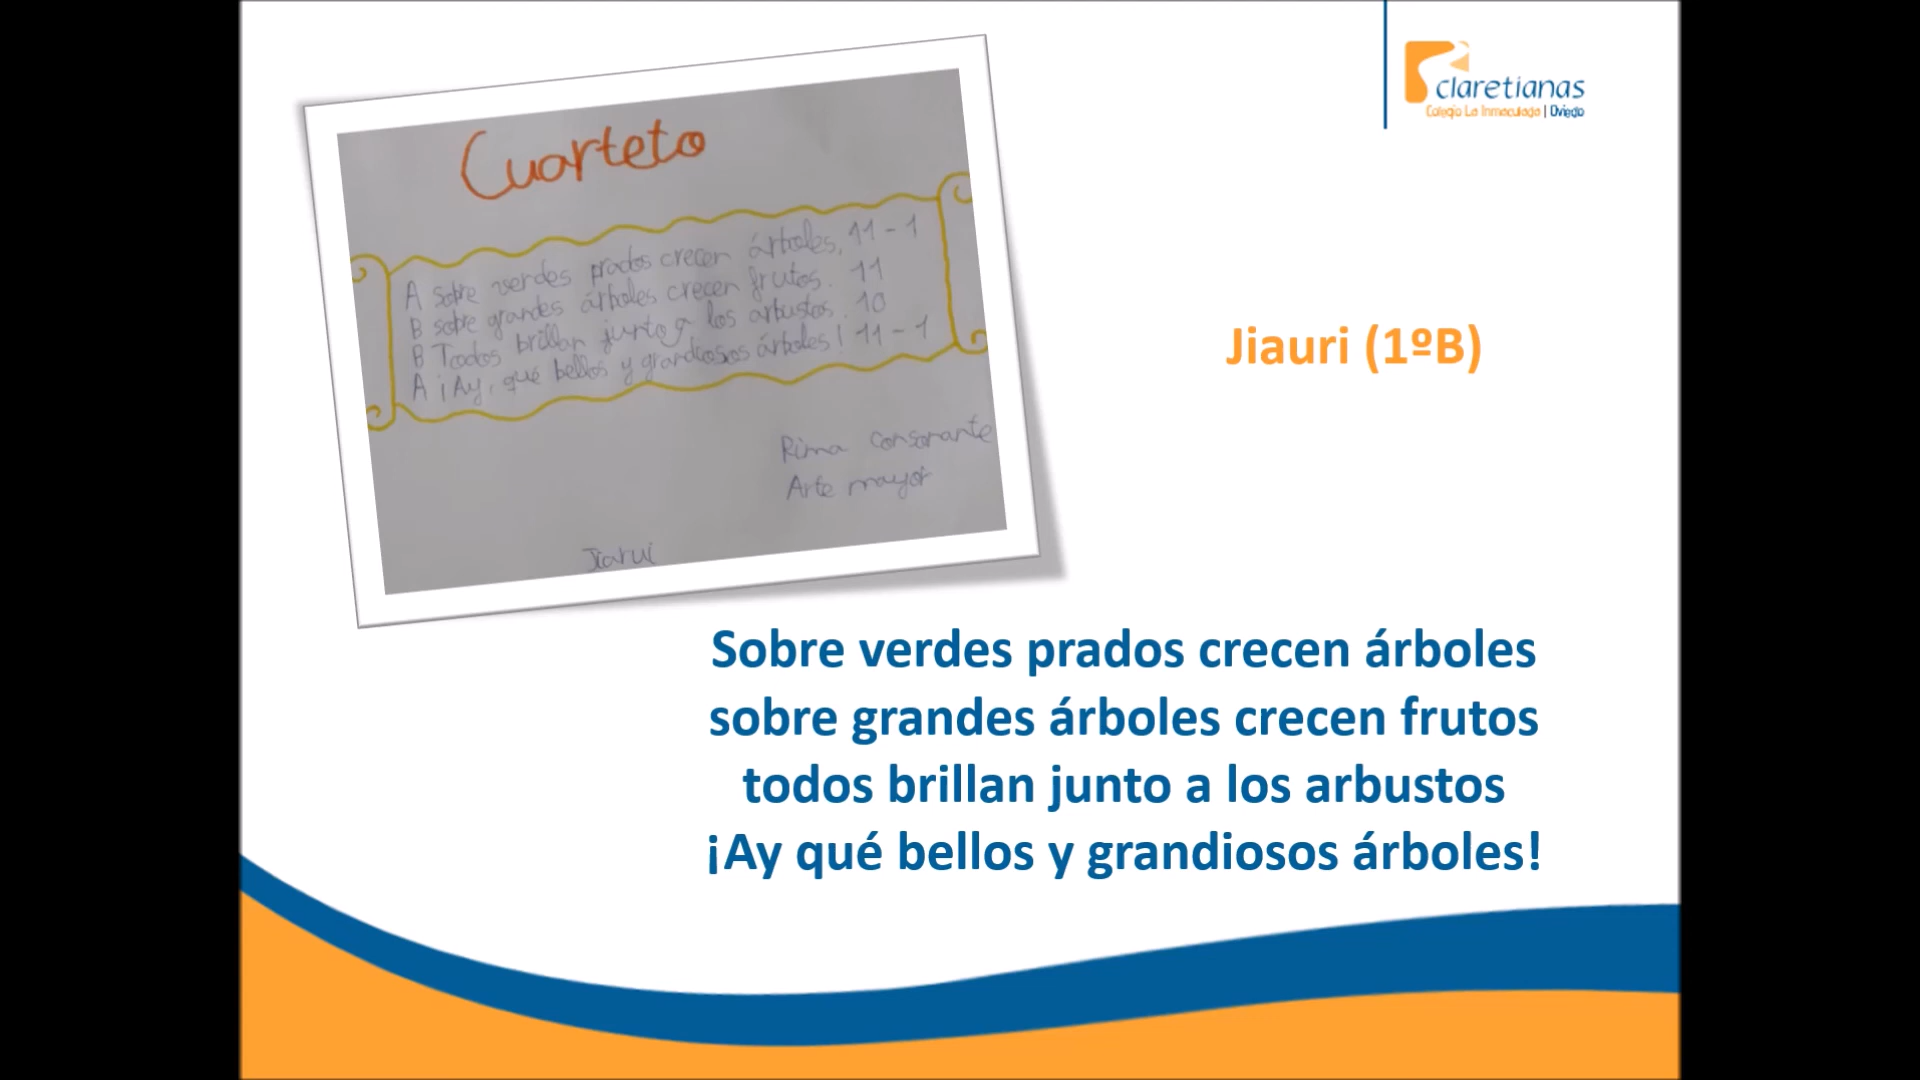 claretianas
Colegio La Inmaculada | Oviedo
Cuarteto
A sobre verdes prados crecen árboles, 11 - 1
B sobre grandes árboles crecen frutos. 11
B Todos brillan junto a los arbustos. 10
A ¡Ay, qué bellos y grandiosos árboles! 11 - 1
Rima consonante
Arte mayor
Jiarui
Jiauri (1ºB)
Sobre verdes prados crecen árboles
sobre grandes árboles crecen frutos
todos brillan junto a los arbustos
¡Ay qué bellos y grandiosos árboles!